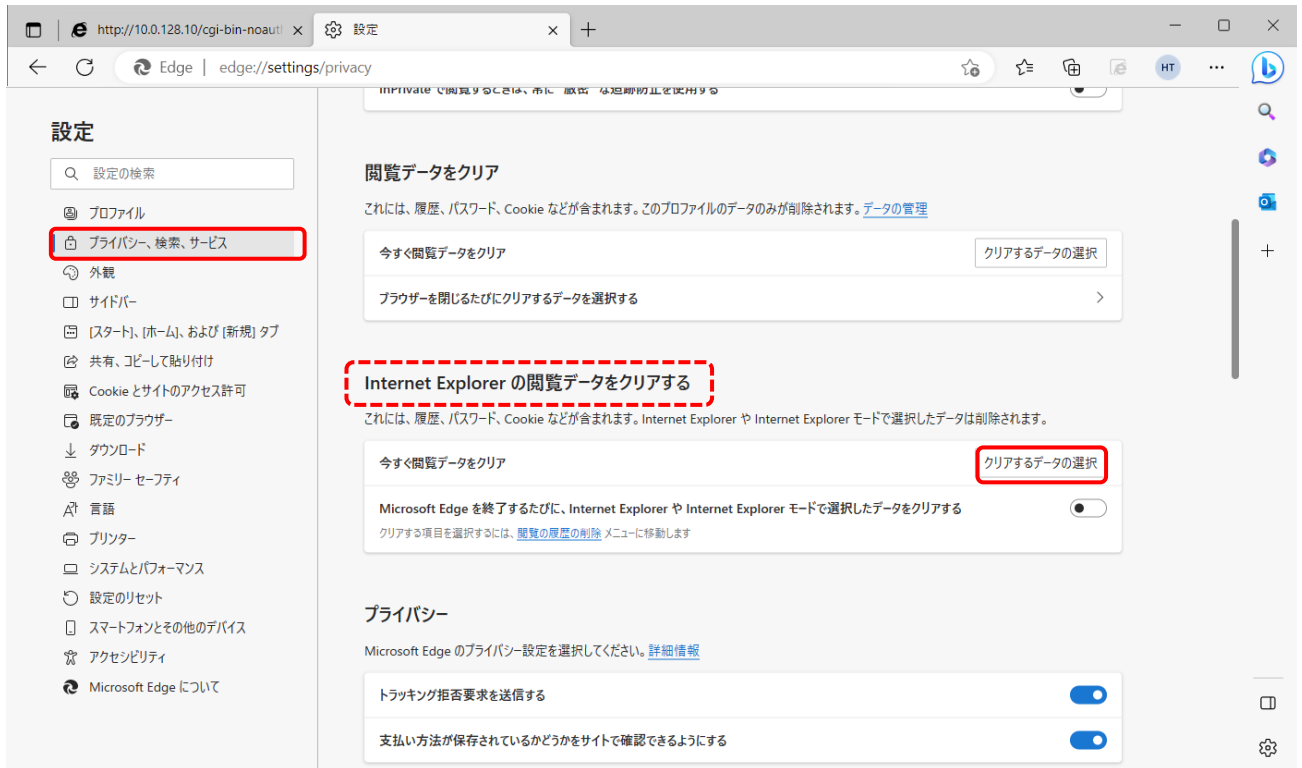 http://10.0.128.10/cgi-bin-noaut
設定
Edge | edge://settings/privacy
HT
設定
設定の検索
プロファイル
プライバシー、検索、サービス
外観
サイドバー
[スタート]、[ホーム]、および [新規] タブ
共有、コピーして貼り付け
Cookie とサイトのアクセス許可
既定のブラウザー
ダウンロード
ファミリー セーフティ
言語
プリンター
システムとパフォーマンス
設定のリセット
スマートフォンとその他のデバイス
アクセシビリティ
Microsoft Edge について
InPrivate で閲覧するときは、常に "厳密" な追跡防止を使用する
閲覧データをクリア
これには、履歴、パスワード、Cookie などが含まれます。このプロファイルのデータのみが削除されます。データの管理
今すぐ閲覧データをクリア
クリアするデータの選択
ブラウザーを閉じるたびにクリアするデータを選択する
Internet Explorer の閲覧データをクリアする
これには、履歴、パスワード、Cookie などが含まれます。Internet Explorer や Internet Explorer モードで選択したデータは削除されます。
今すぐ閲覧データをクリア
クリアするデータの選択
Microsoft Edge を終了するたびに、Internet Explorer や Internet Explorer モードで選択したデータをクリアする
クリアする項目を選択するには、閲覧の履歴の削除 メニューに移動します
プライバシー
Microsoft Edge のプライバシー設定を選択してください。詳細情報
トラッキング拒否要求を送信する
支払い方法が保存されているかどうかをサイトで確認できるようにする